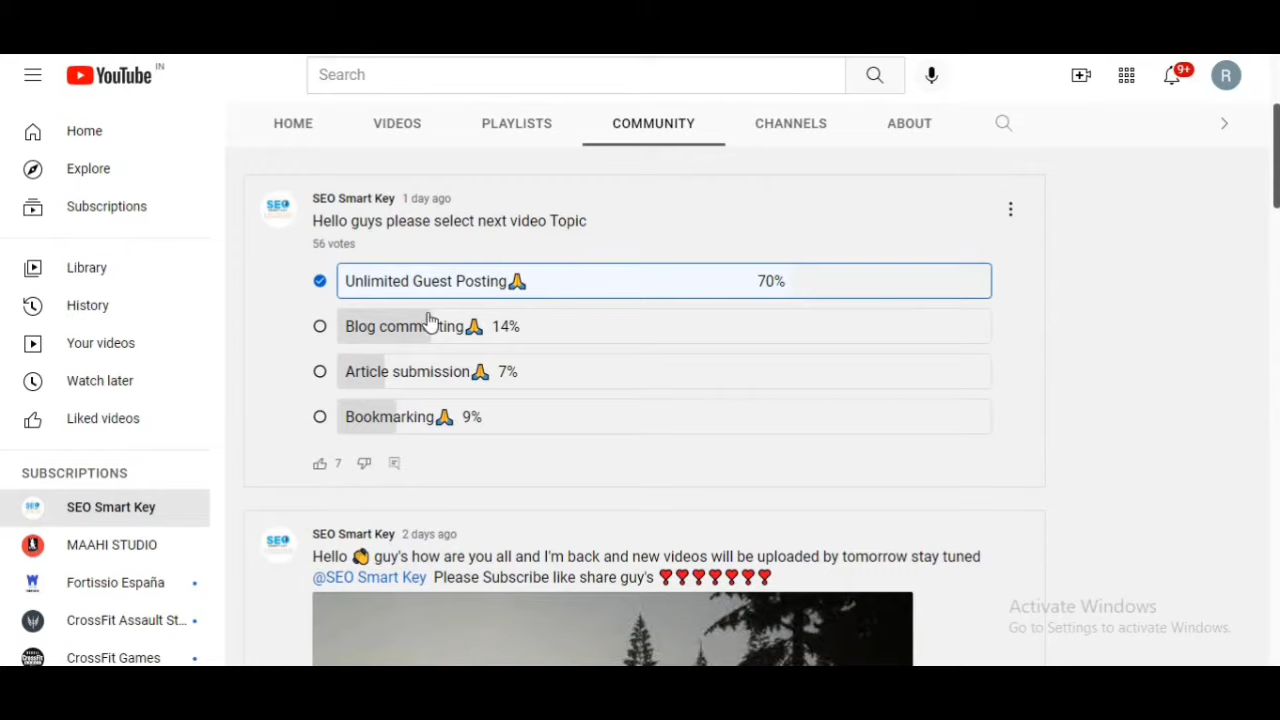 YouTube IN
Search
9+
R
Home
Explore
Subscriptions
Library
History
Your videos
Watch later
Liked videos
SUBSCRIPTIONS
SEO Smart Key
MAAHI STUDIO
Fortissio España
CrossFit Assault St...
CrossFit Games
HOME VIDEOS PLAYLISTS COMMUNITY CHANNELS ABOUT
SEO
SEO Smart Key 1 day ago
Hello guys please select next video Topic
56 votes
Unlimited Guest Posting🙏 70%
Blog commenting🙏 14%
Article submission🙏 7%
Bookmarking🙏 9%
7
SEO
SEO Smart Key 2 days ago
Hello 👏 guy's how are you all and I'm back and new videos will be uploaded by tomorrow stay tuned
@SEO Smart Key Please Subscribe like share guy's ❣❣❣❣❣❣❣
Activate Windows
Go to Settings to activate Windows.